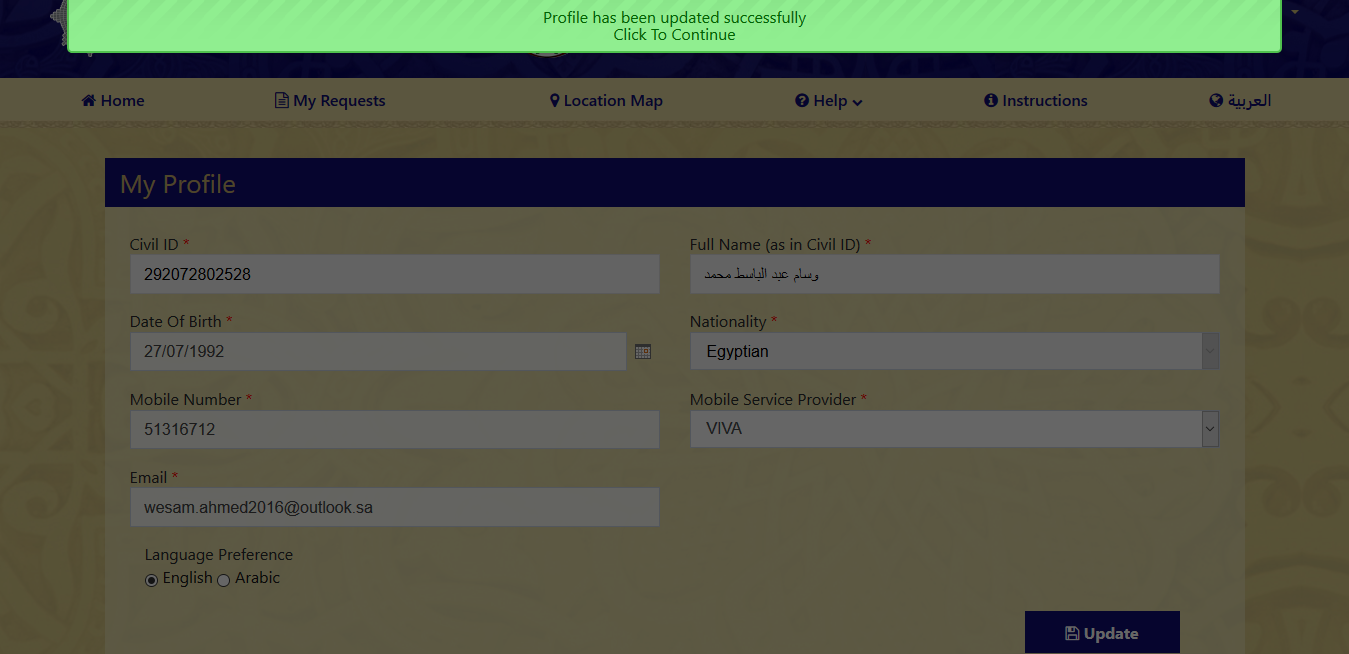 Profile has been updated successfully
Click To Continue
Home My Requests Location Map Help Instructions العربية
My Profile
Civil ID * Full Name (as in Civil ID) *
292072802528 وسام عبد الباسط محمد
Date Of Birth * Nationality *
27/07/1992 Egyptian
Mobile Number * Mobile Service Provider *
51316712 VIVA
Email *
wesam.ahmed2016@outlook.sa
Language Preference
English Arabic
Update